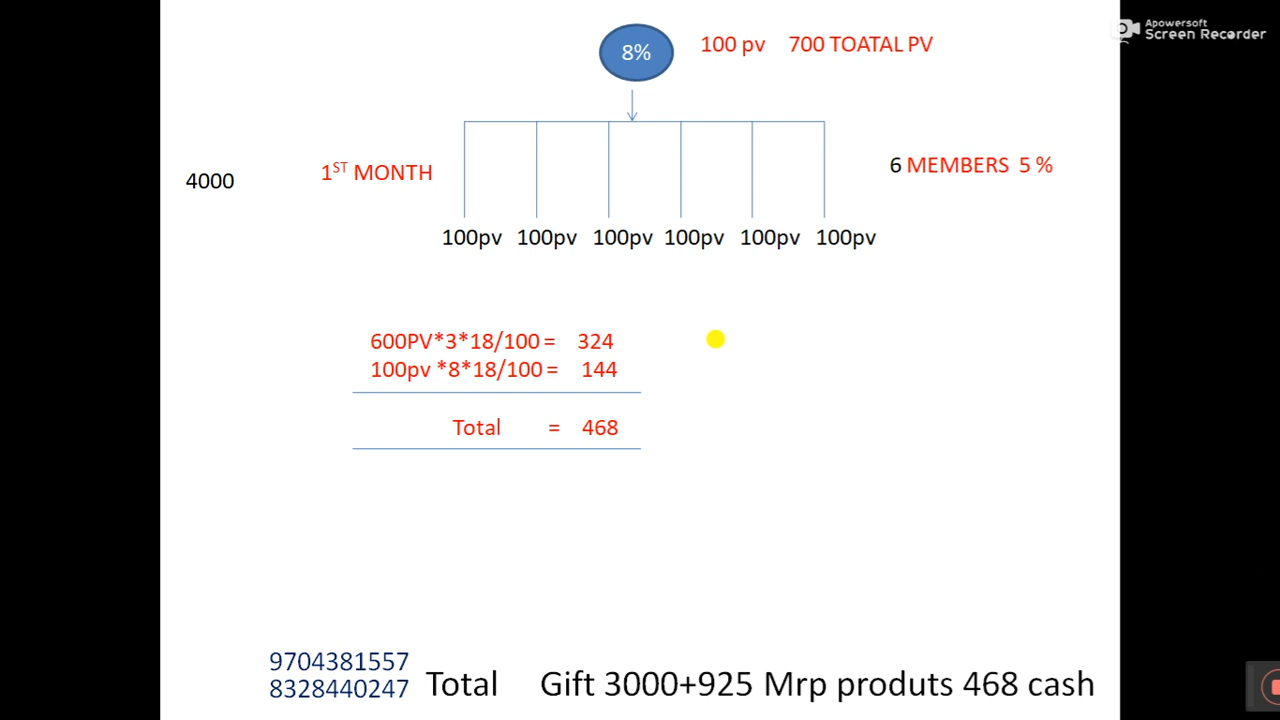 Apowersoft
Screen Recorder
8%
100 pv 700 TOATAL PV
4000
1ST MONTH
6 MEMBERS 5 %
100pv 100pv 100pv 100pv 100pv 100pv
600PV*3*18/100 = 324
100pv *8*18/100 = 144
Total = 468
9704381557
8328440247
Total Gift 3000+925 Mrp produts 468 cash